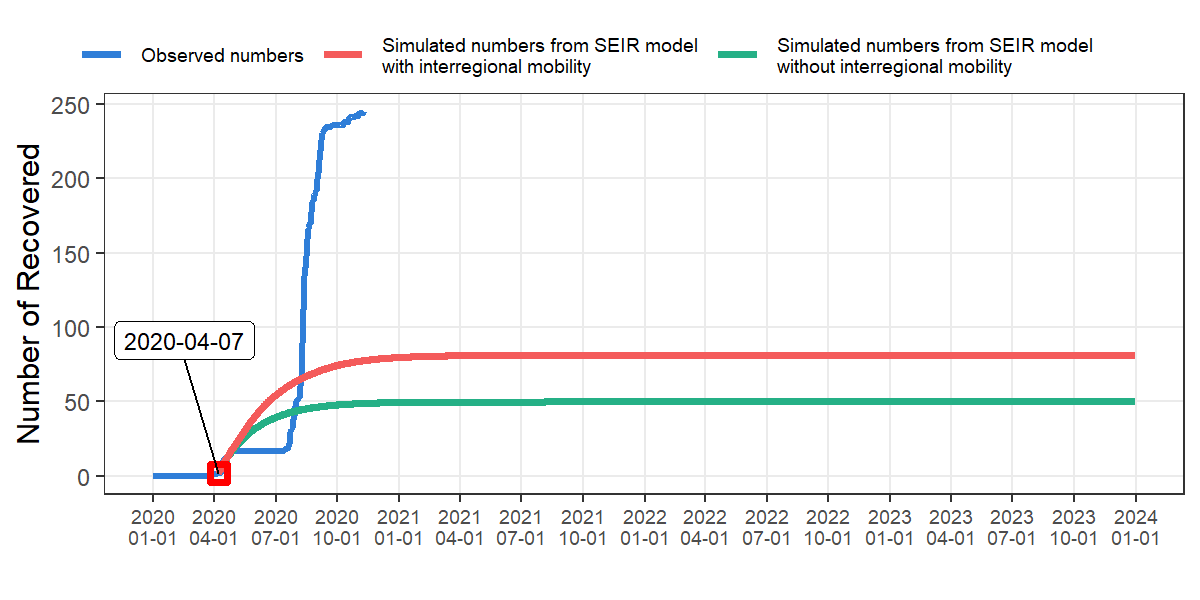 Observed numbers
Simulated numbers from SEIR model
with interregional mobility
Simulated numbers from SEIR model
without interregional mobility
Number of Recovered
250
200
150
100
50
0
2020-04-07
2020 2020 2020 2020 2021 2021 2021 2021 2022 2022 2022 2022 2023 2023 2023 2023 2024
01-01 04-01 07-01 10-01 01-01 04-01 07-01 10-01 01-01 04-01 07-01 10-01 01-01 04-01 07-01 10-01 01-01